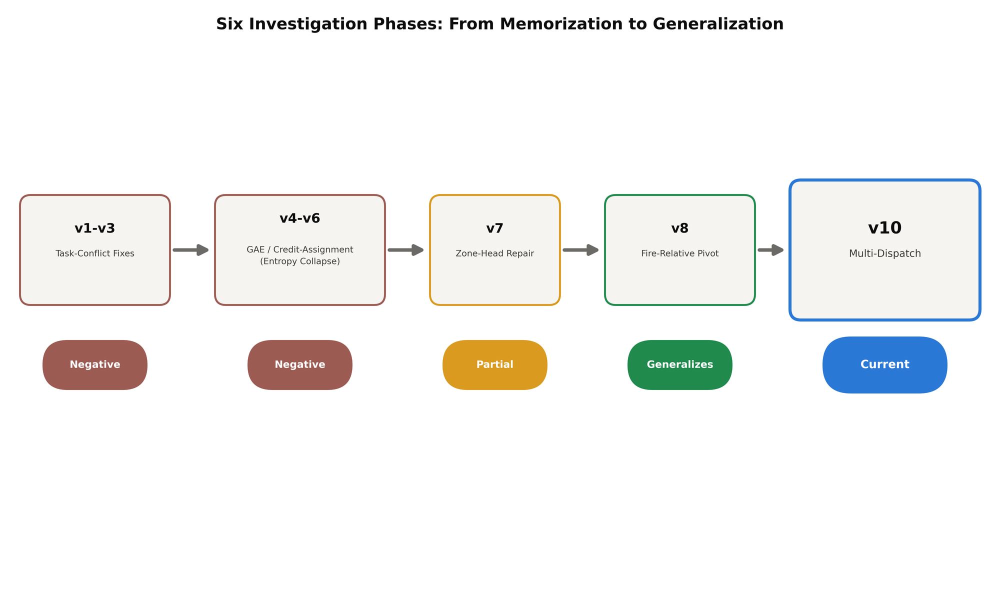 Six Investigation Phases: From Memorization to Generalization
v1-v3
Task-Conflict Fixes
Negative
v4-v6
GAE / Credit-Assignment
(Entropy Collapse)
Negative
v7
Zone-Head Repair
Partial
v8
Fire-Relative Pivot
Generalizes
v10
Multi-Dispatch
Current